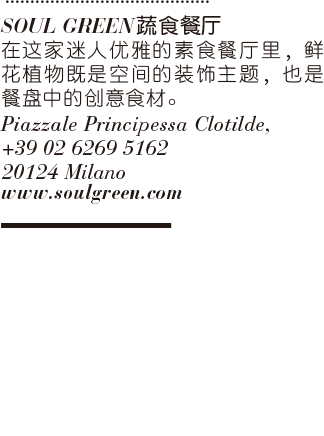 SOUL GREEN蔬食餐厅
在这家迷人优雅的素食餐厅里，鲜
花植物既是空间的装饰主题，也是
餐盘中的创意食材。
Piazzale Principessa Clotilde,
+39 02 6269 5162
20124 Milano
www.soulgreen.com